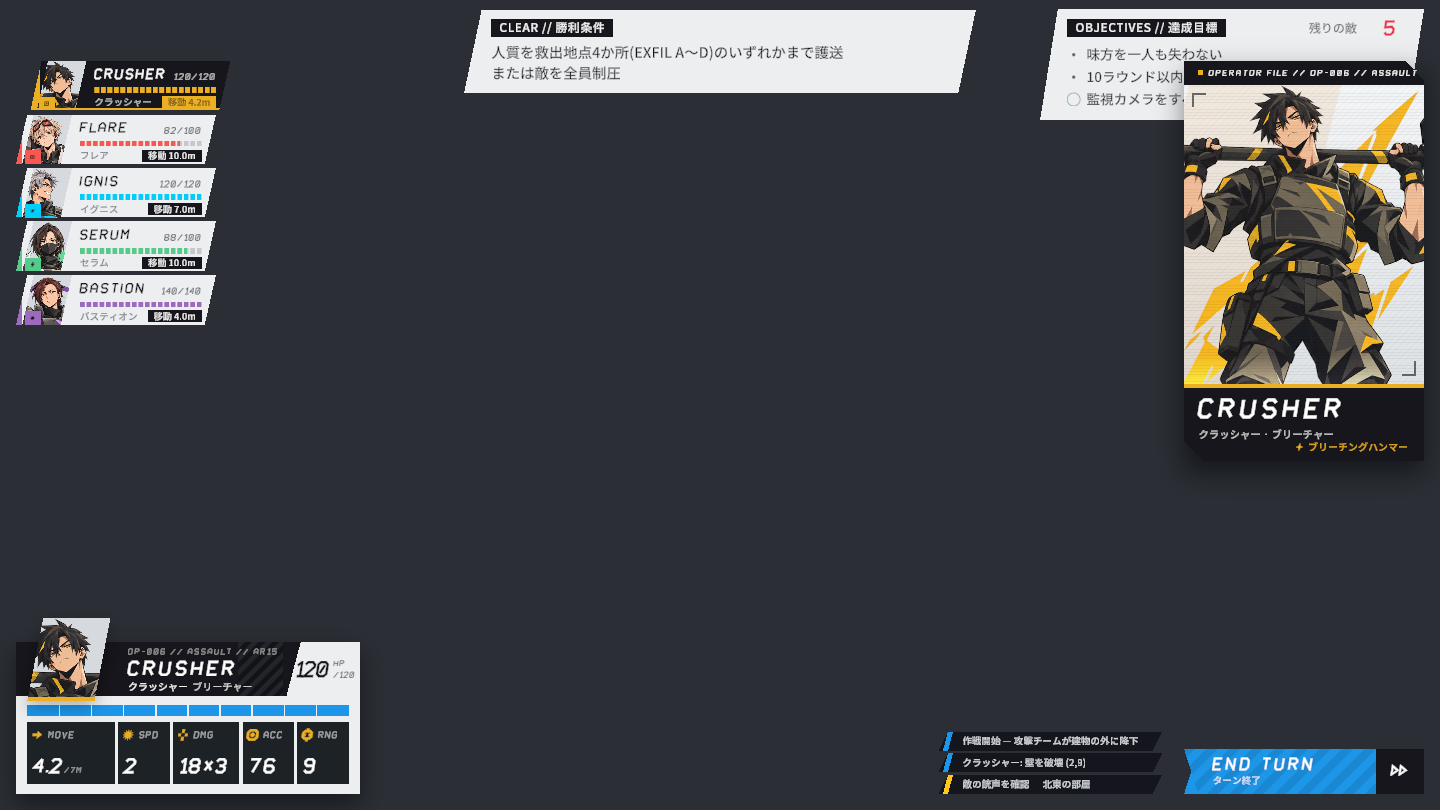 CLEAR // 勝利条件
人質を救出地点4か所(EXFIL A〜D)のいずれかまで護送
または敵を全員制圧
OBJECTIVES // 達成目標
残りの敵 5
・ 味方を一人も失わない
・ 10ラウンド以内
〇 監視カメラをす
CRUSHER 120/120
クラッシャー 移動 4.2m
FLARE 82/100
フレア 移動 10.0m
IGNIS 120/120
イグニス 移動 7.0m
SERUM 88/100
セラム 移動 10.0m
BASTION 140/140
バスティオン 移動 4.0m
OPERATOR FILE // OP-006 // ASSAULT
CRUSHER
クラッシャー・ブリーチャー
ブリーチングハンマー
OP-006 // ASSAULT // AR15
CRUSHER
クラッシャー ブリーチャー
120 HP /120
MOVE SPD DMG ACC RNG
4.2/7M 2 18×3 76 9
作戦開始 — 攻撃チームが建物の外に降下
クラッシャー: 壁を破壊 (2,9)
敵の銃声を確認 北東の部屋
END TURN
ターン終了